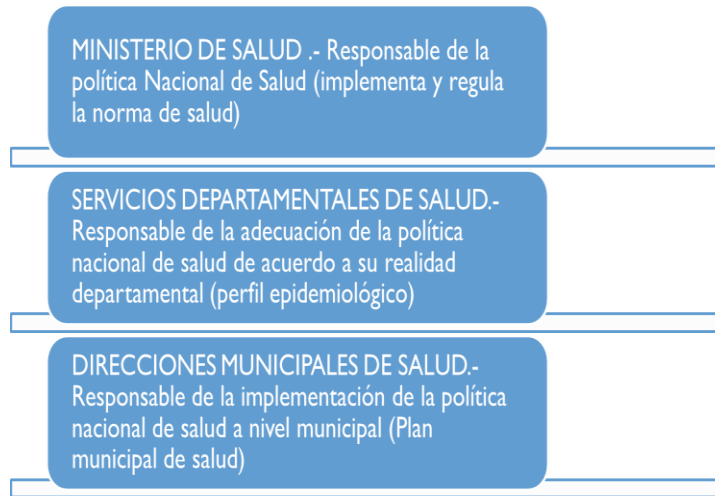 MINISTERIO DE SALUD .- Responsable de la
política Nacional de Salud (implementa y regula
la norma de salud)
SERVICIOS DEPARTAMENTALES DE SALUD.-
Responsable de la adecuación de la política
nacional de salud de acuerdo a su realidad
departamental (perfil epidemiológico)
DIRECCIONES MUNICIPALES DE SALUD.-
Responsable de la implementación de la política
nacional de salud a nivel municipal (Plan
municipal de salud)